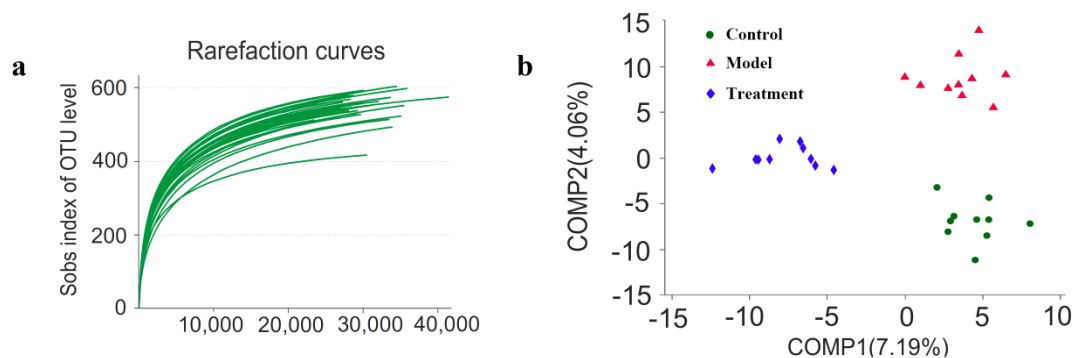 a
Rarefaction curves
Sobs index of OTU level
600
400
200
0
10,000
20,000
30,000
40,000
b
Control
Model
Treatment
COMP2(4.06%)
15
10
5
0
-5
-10
-15
-15
-10
-5
0
5
10
COMP1(7.19%)